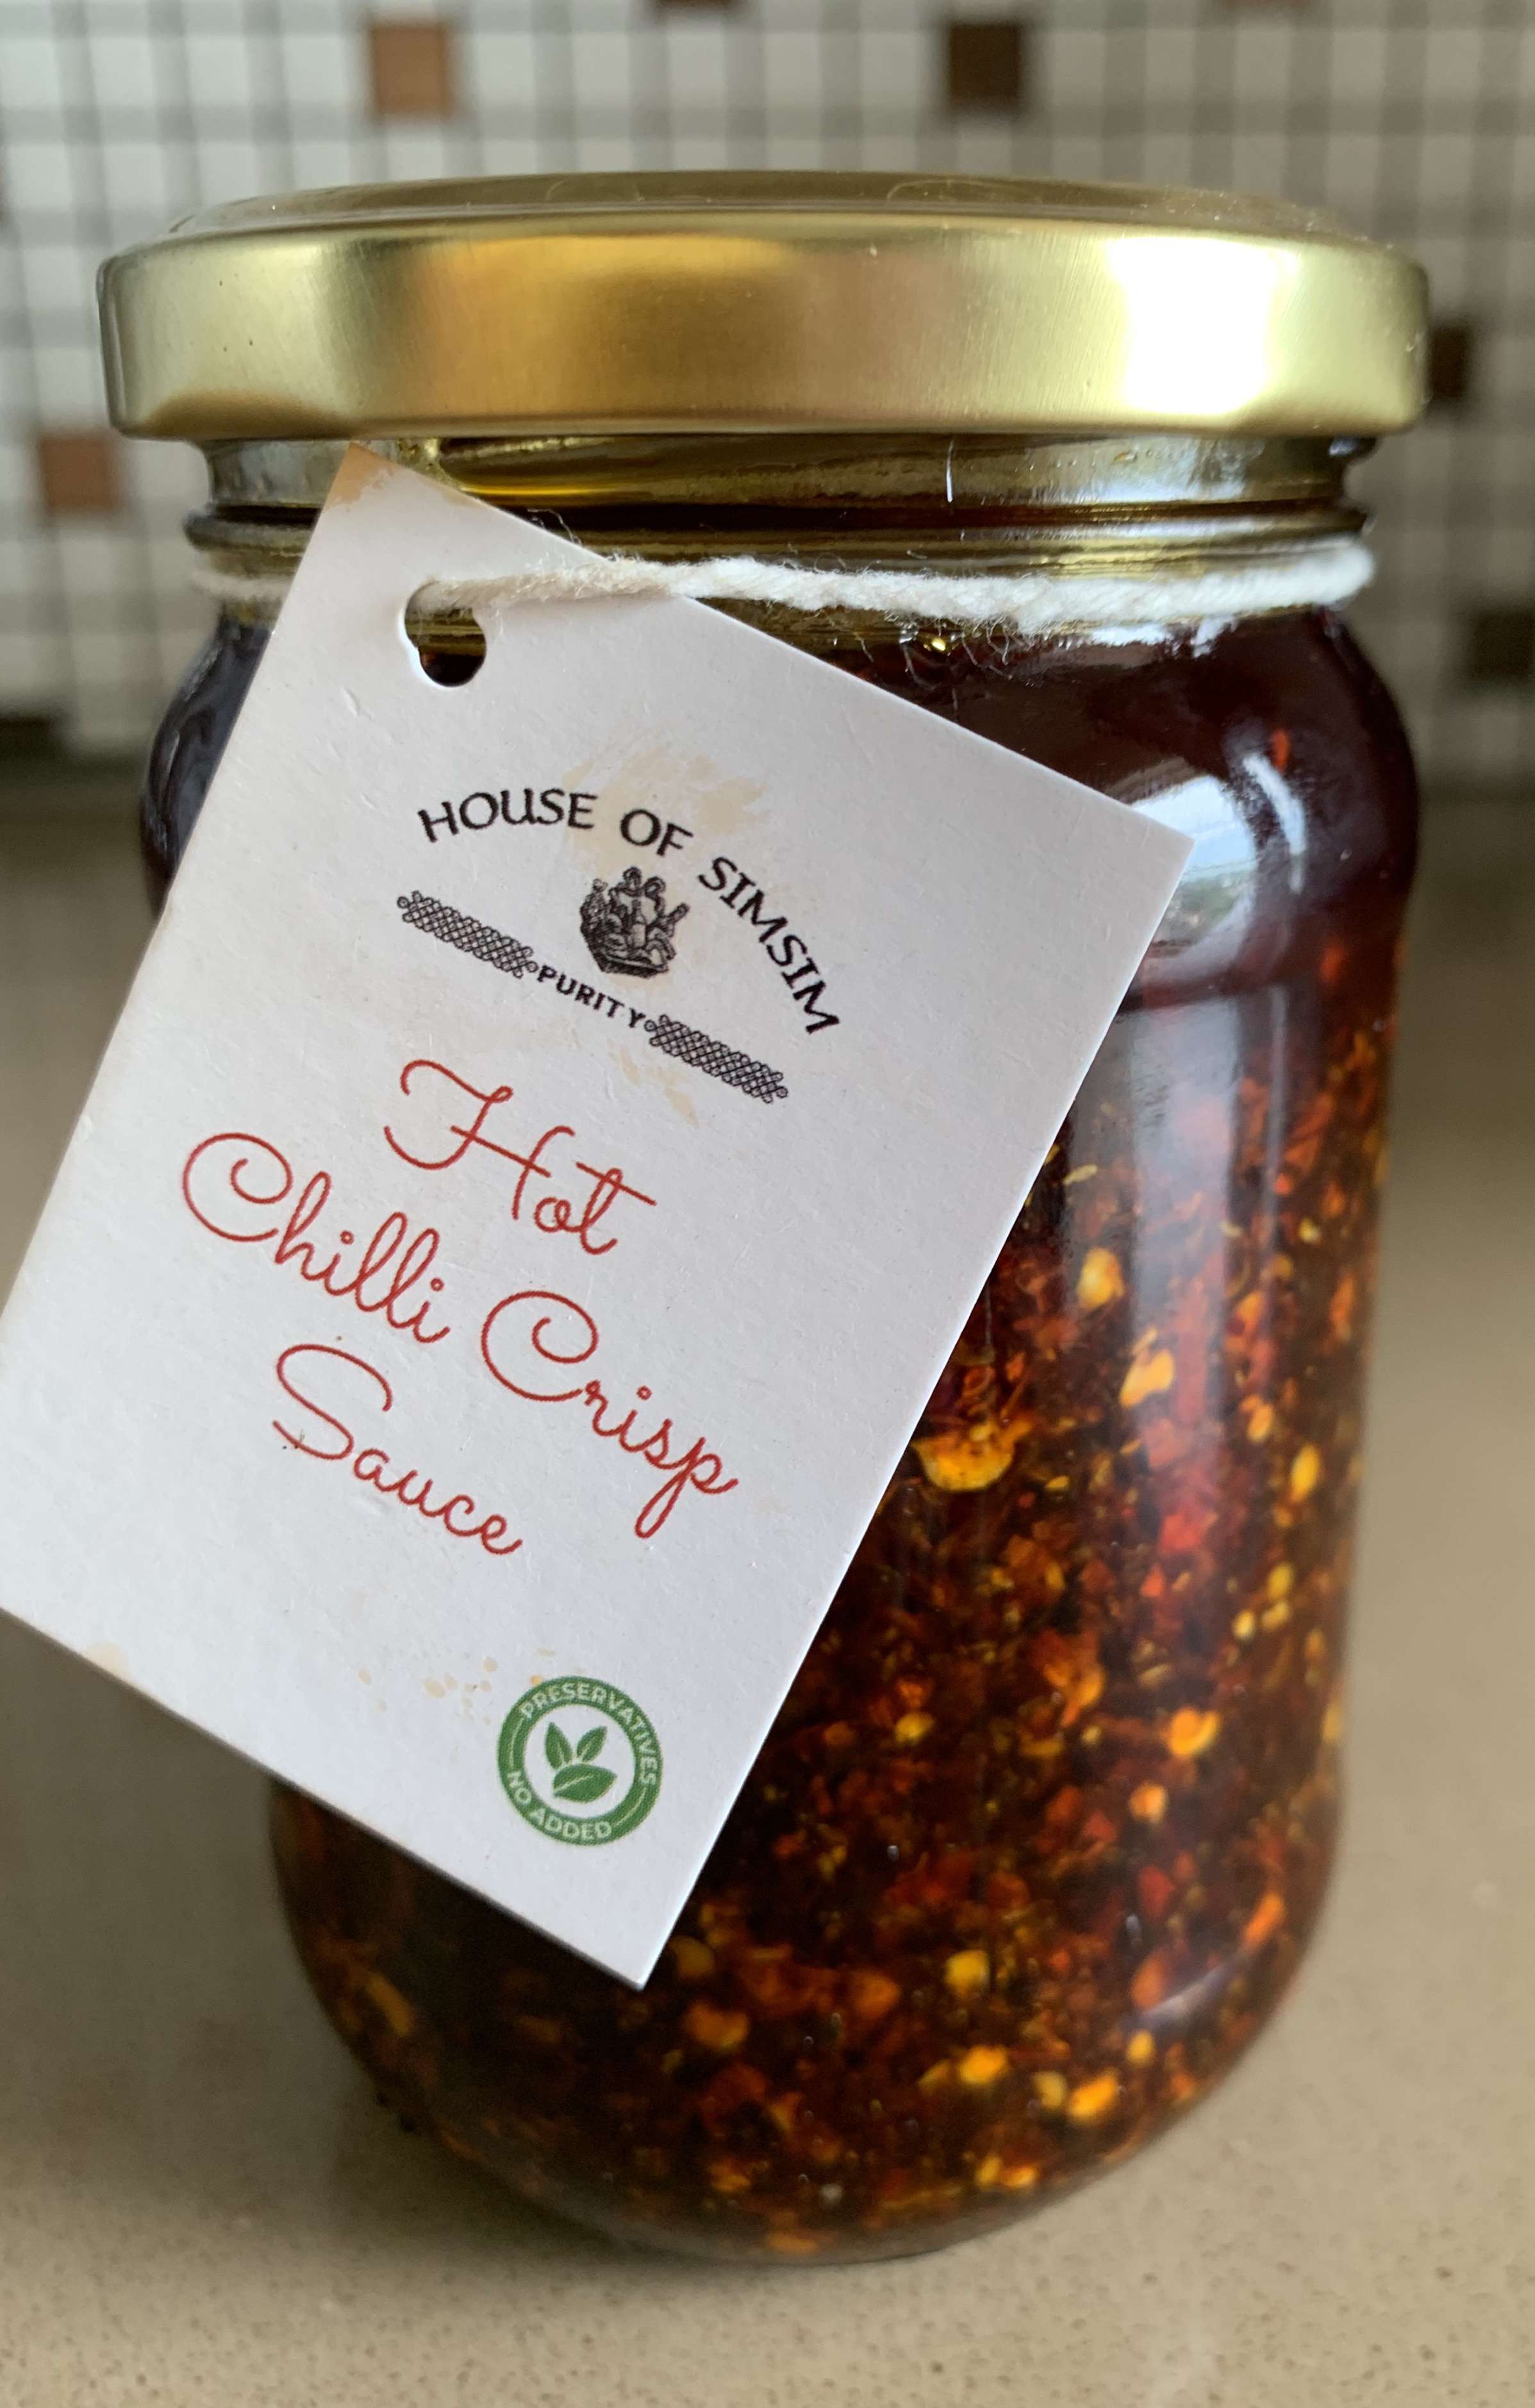 HOUSE OF SIMSIM
PURITY
Hot
Chilli Crisp
Sauce
PRESERVATIVES
NO ADDED